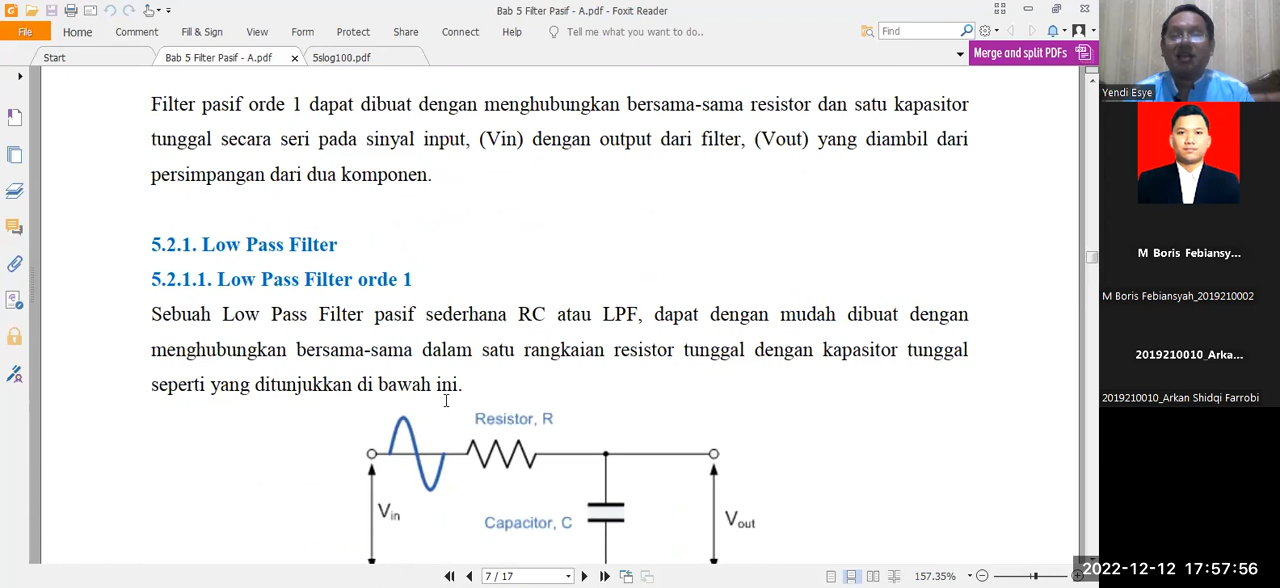 Bab 5 Filter Pasif - A.pdf - Foxit Reader
File Home Comment Fill & Sign View Form Protect Share Connect Help Tell me what you want to do.. Find
Start Bab 5 Filter Pasif - A.pdf 5slog100.pdf Merge and split PDFs
Yendi Esye
Filter pasif orde 1 dapat dibuat dengan menghubungkan bersama-sama resistor dan satu kapasitor
tunggal secara seri pada sinyal input, (Vin) dengan output dari filter, (Vout) yang diambil dari
persimpangan dari dua komponen.
5.2.1. Low Pass Filter
5.2.1.1. Low Pass Filter orde 1
Sebuah Low Pass Filter pasif sederhana RC atau LPF, dapat dengan mudah dibuat dengan
menghubungkan bersama-sama dalam satu rangkaian resistor tunggal dengan kapasitor tunggal
seperti yang ditunjukkan di bawah ini.
Resistor, R
Vin
Capacitor, C
Vout
M Boris Febiansy...
M Boris Febiansyah_2019210002
2019210010_Arka...
2019210010_Arkan Shidqi Farrobi
7 / 17
157.35%
2022-12-12 17:57:56